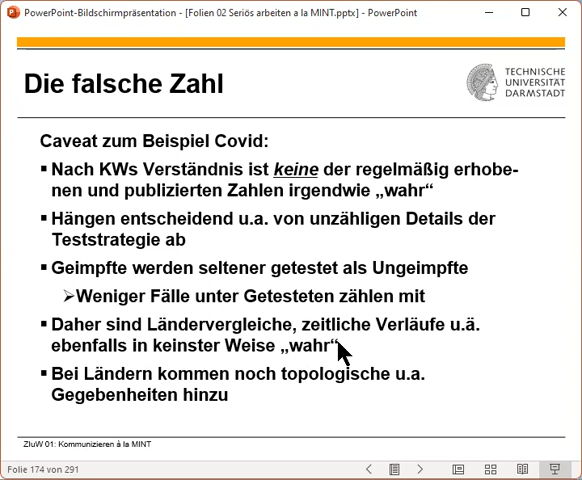 PowerPoint-Bildschirmpräsentation - [Folien 02 Seriös arbeiten a la MINT.pptx] - PowerPoint
Die falsche Zahl
TECHNISCHE
UNIVERSITÄT
DARMSTADT
Caveat zum Beispiel Covid:
▪ Nach KWs Verständnis ist keine der regelmäßig erhobe-
nen und publizierten Zahlen irgendwie „wahr“
▪ Hängen entscheidend u.a. von unzähligen Details der
Teststrategie ab
▪ Geimpfte werden seltener getestet als Ungeimpfte
➢Weniger Fälle unter Getesteten zählen mit
▪ Daher sind Ländervergleiche, zeitliche Verläufe u.ä.
ebenfalls in keinster Weise „wahr“
▪ Bei Ländern kommen noch topologische u.a.
Gegebenheiten hinzu
ZIuW 01: Kommunizieren à la MINT
Folie 174 von 291